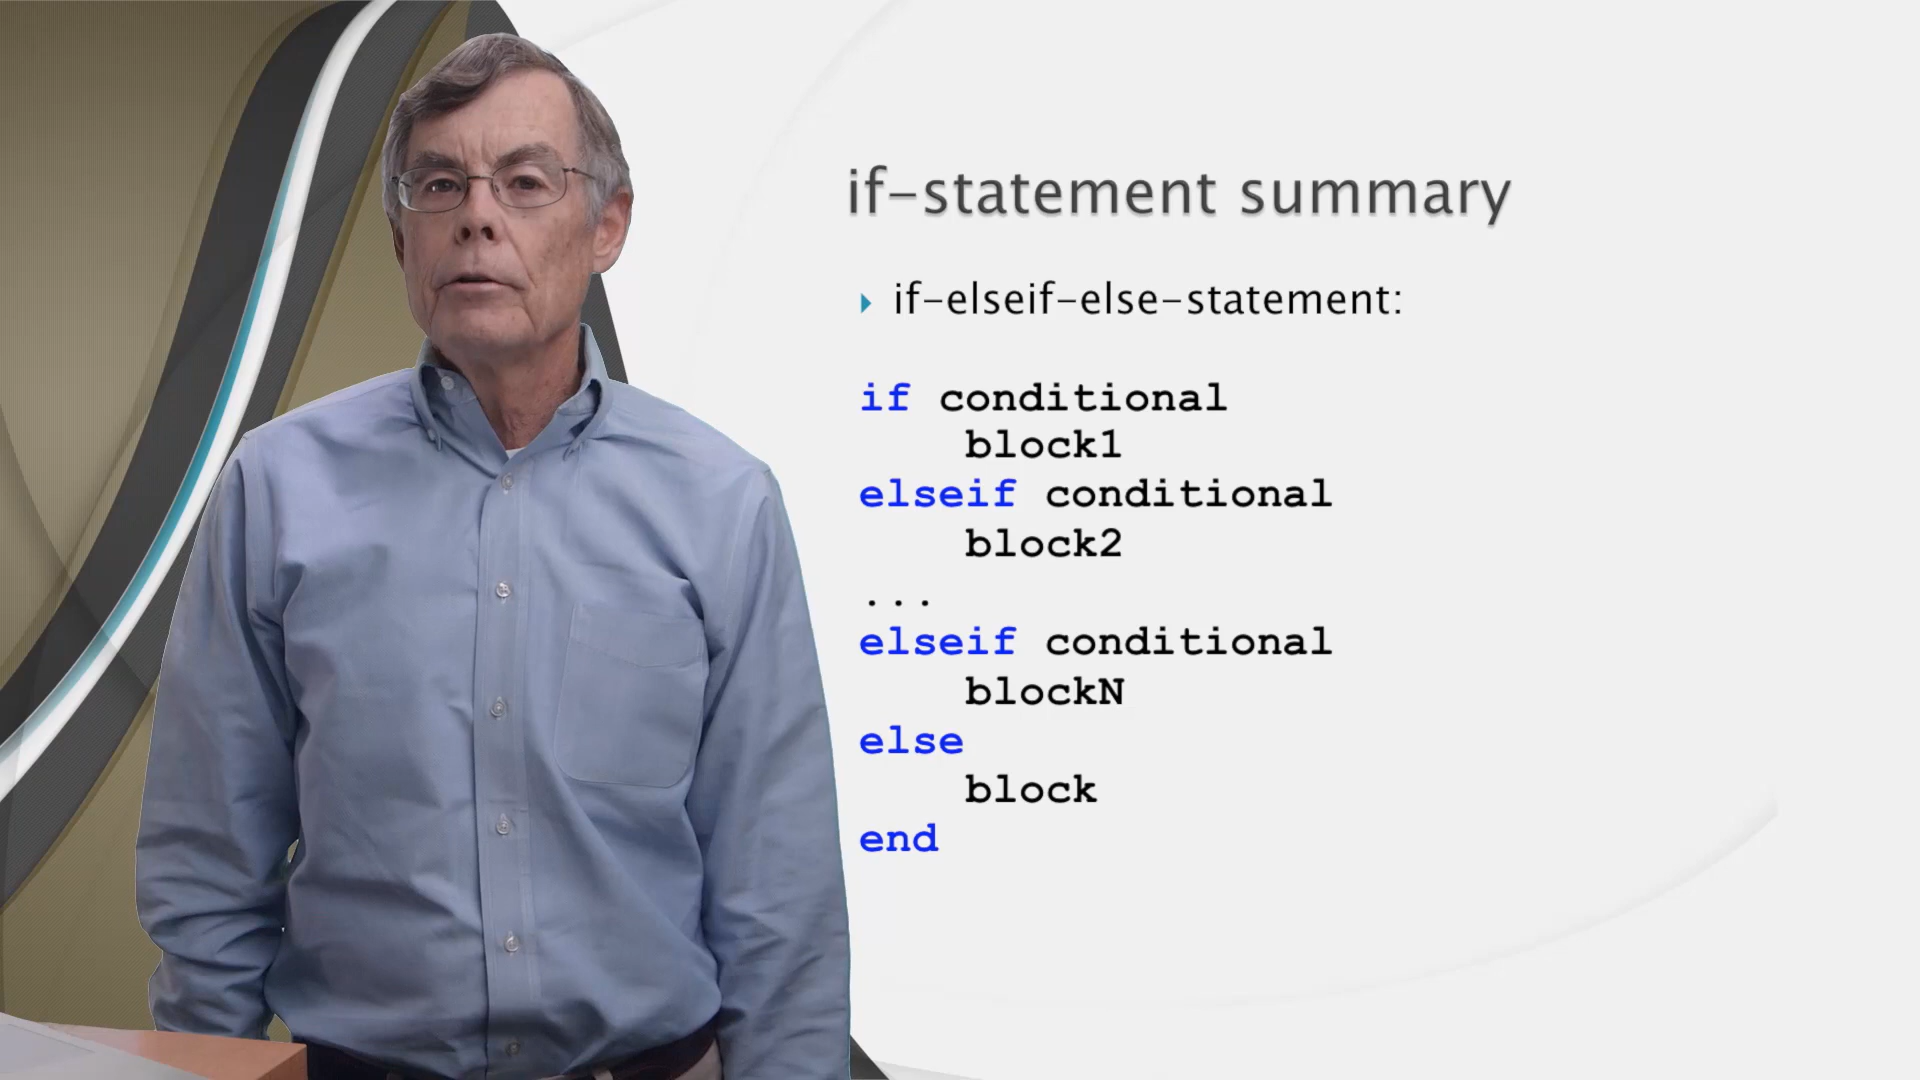 if-statement summary
if-elseif-else-statement:
if conditional
block1
elseif conditional
block2
...
elseif conditional
blockN
else
block
end